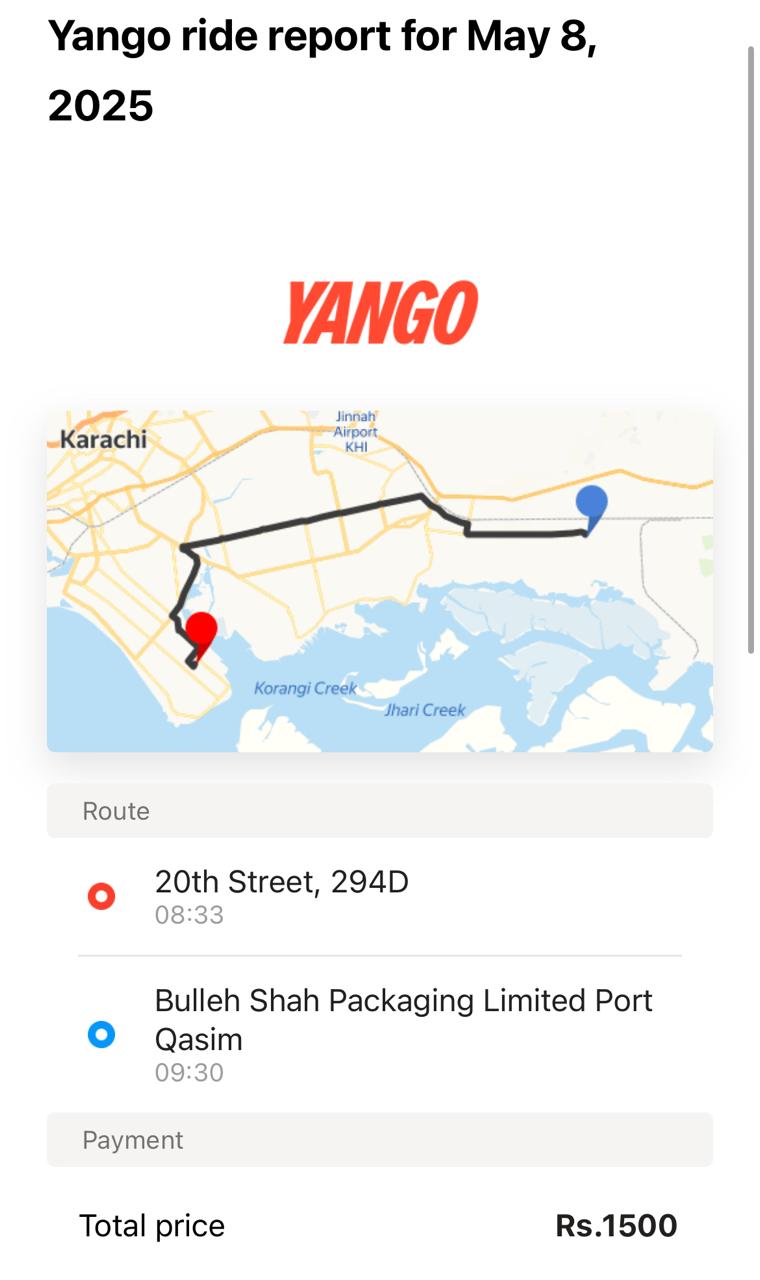 Yango ride report for May 8,
2025
YANGO
Jinnah
Airport
KHI
Karachi
Korangi Creek
Jhari Creek
Route
20th Street, 294D
08:33
Bulleh Shah Packaging Limited Port
Qasim
09:30
Payment
Total price Rs.1500